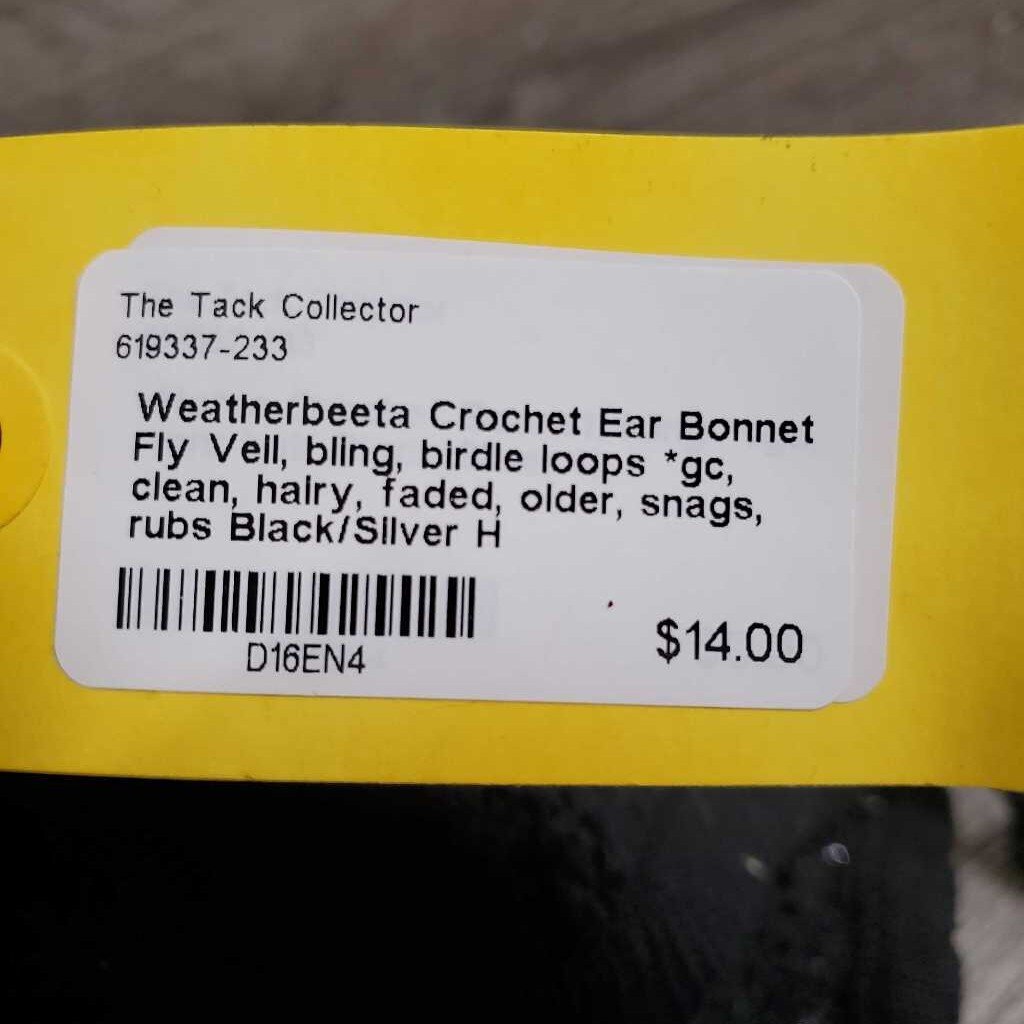 The Tack Collector
619337-233
Weatherbeeta Crochet Ear Bonnet
Fly Veil, bling, birdle loops *gc,
clean, hairy, faded, older, snags,
rubs Black/Silver H
D16EN4
$14.00